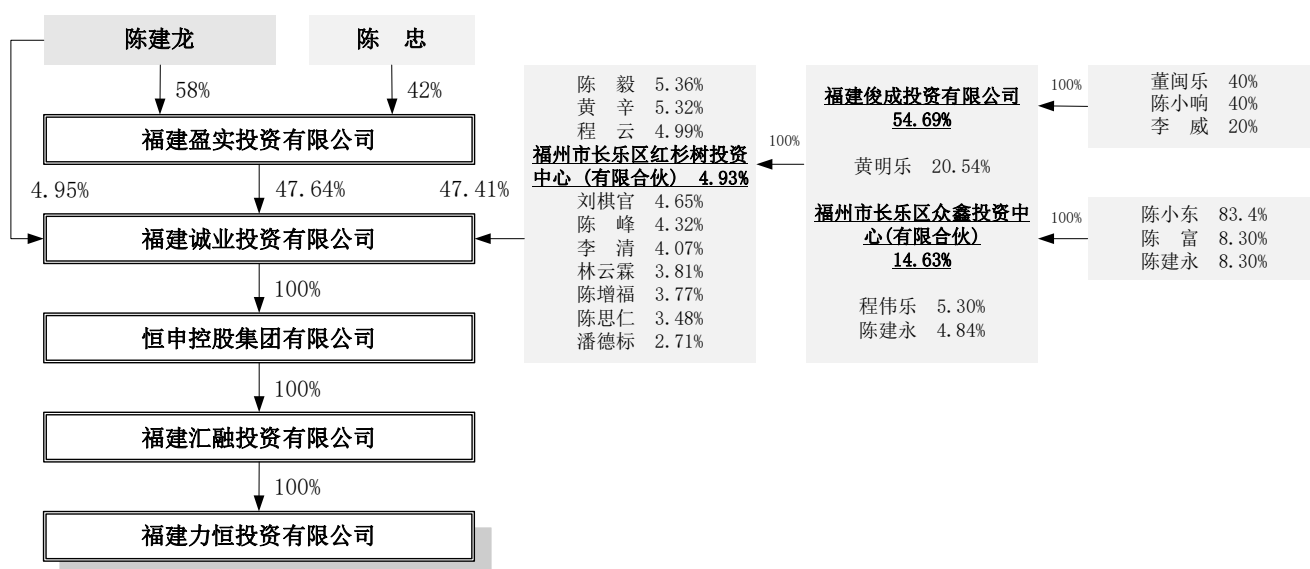 陈建龙
陈 忠
58%
42%
福建盈实投资有限公司
4.95%
47.64%
47.41%
福建诚业投资有限公司
100%
恒申控股集团有限公司
100%
福建汇融投资有限公司
100%
福建力恒投资有限公司
陈 毅 5.36%
黄 辛 5.32%
程 云 4.99%
福州市长乐区红杉树投资
中心（有限合伙） 4.93%
刘棋官 4.65%
陈 峰 4.32%
李 清 4.07%
林云霖 3.81%
陈增福 3.77%
陈思仁 3.48%
潘德标 2.71%
100%
福建俊成投资有限公司
54.69%
黄明乐 20.54%
福州市长乐区众鑫投资中
心(有限合伙)
14.63%
程伟乐 5.30%
陈建永 4.84%
100%
董闽乐 40%
陈小响 40%
李 威 20%
100%
陈小东 83.4%
陈 富 8.30%
陈建永 8.30%